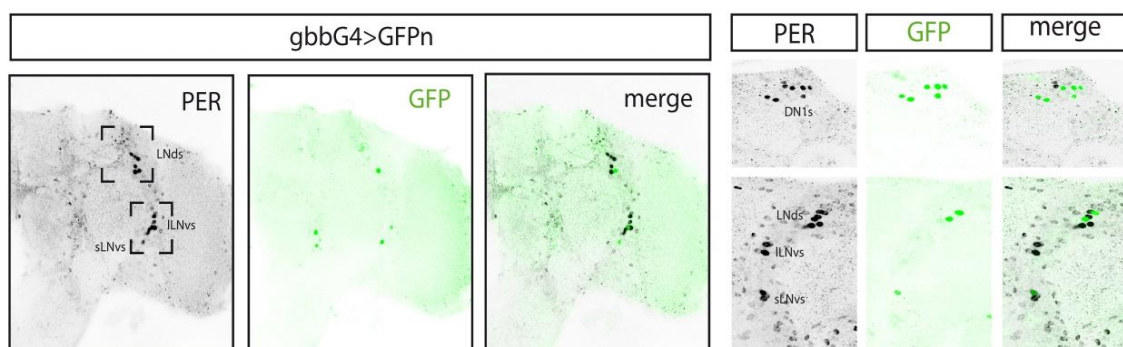 gbbG4>GFPn
PER
GFP
merge
LNds
lLNvs
sLNvs
PER
GFP
merge
DN1s
LNds
lLNvs
sLNvs